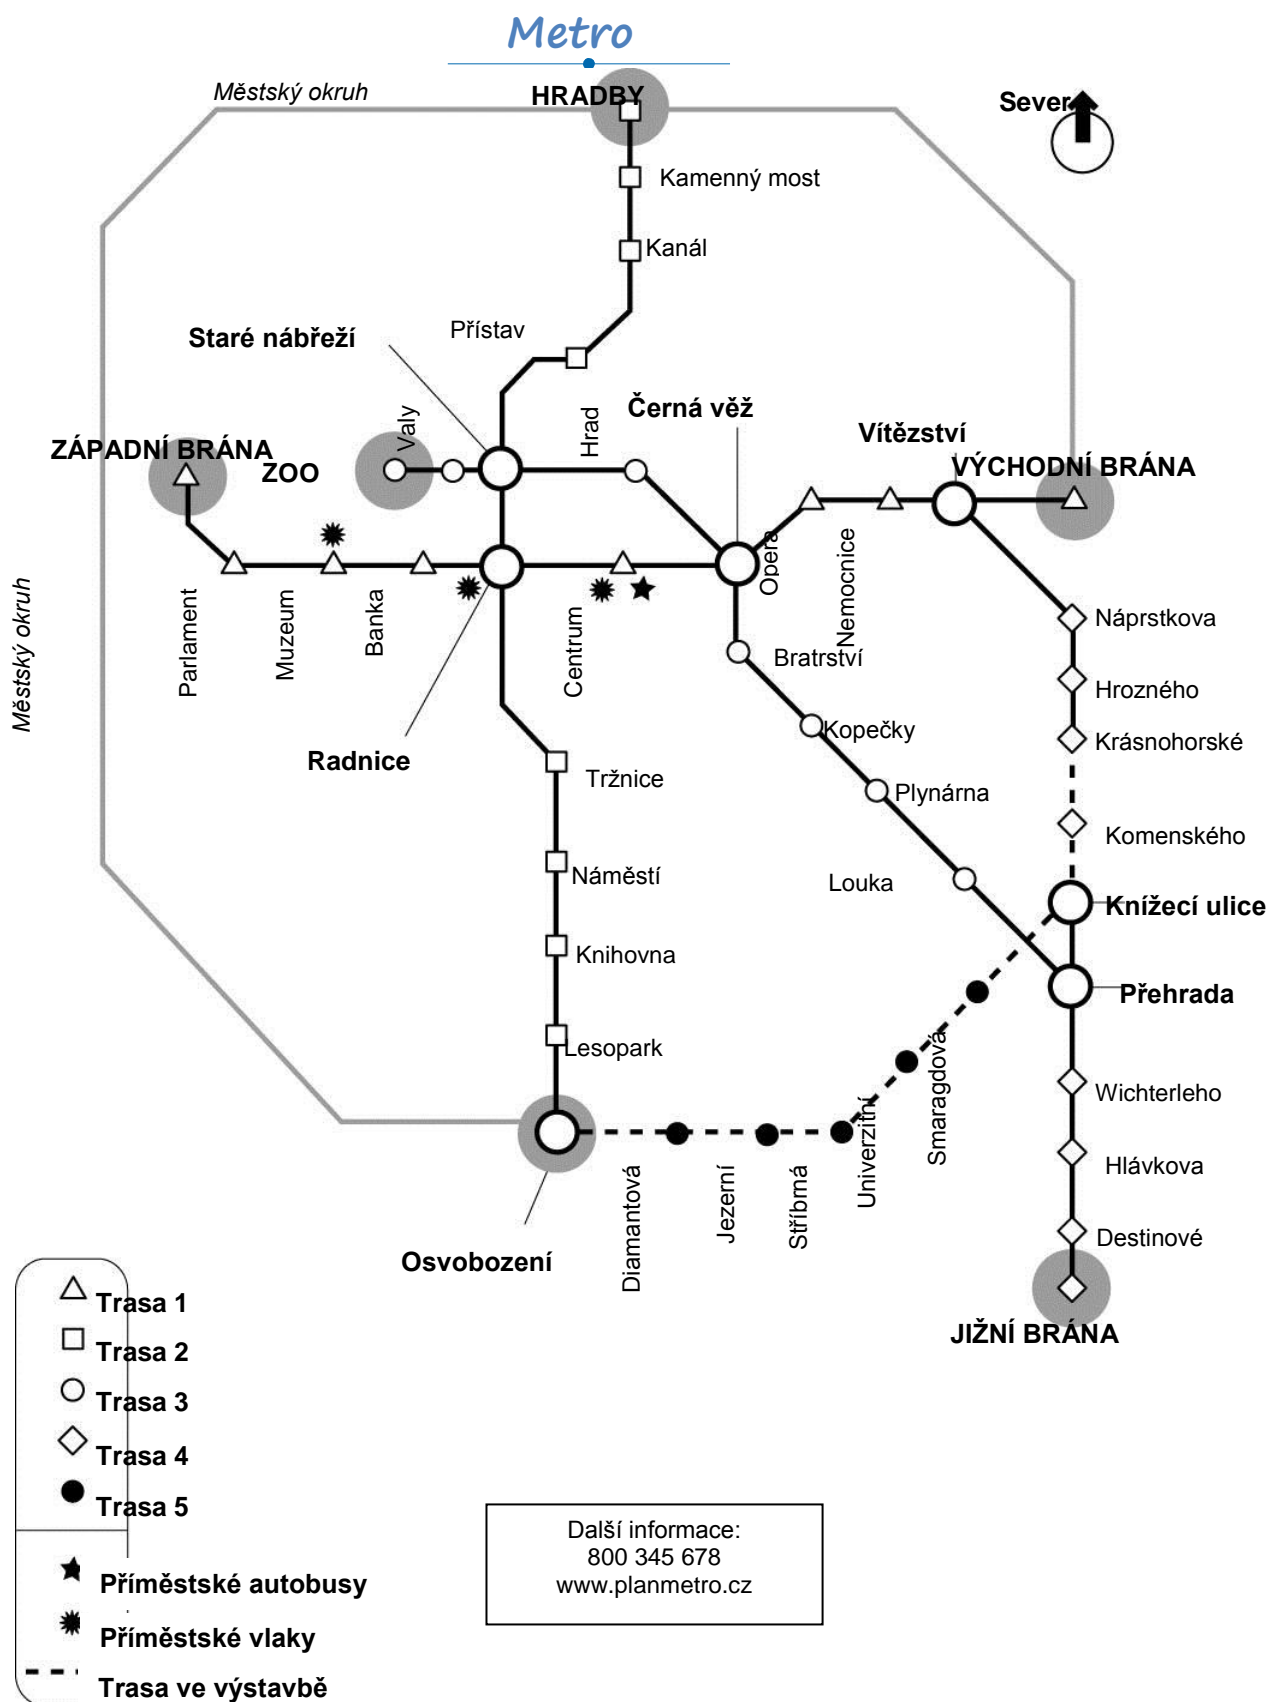 Metro
Městský okruh
HRADBY
Sever
Kamenný most
Kanál
Přístav
Staré nábřeží
Valy
Hrad
Černá věž
Vítězství
ZÁPADNÍ BRÁNA
ZOO
VÝCHODNÍ BRÁNA
Opera
Nemocnice
Městský okruh
Parlament
Muzeum
Banka
Centrum
Náprstkova
Bratrství
Hrozného
Kopečky
Krásnohorské
Radnice
Tržnice
Plynárna
Komenského
Náměstí
Louka
Knížecí ulice
Knihovna
Přehrada
Lesopark
Smaragdová
Wichterleho
Univerzitní
Hlávkova
Diamantová
Jezerní
Stříbrná
Destinové
Osvobození
JIŽNÍ BRÁNA
Trasa 1
Trasa 2
Trasa 3
Trasa 4
Trasa 5
Příměstské autobusy
Příměstské vlaky
Trasa ve výstavbě
Další informace:
800 345 678
www.planmetro.cz